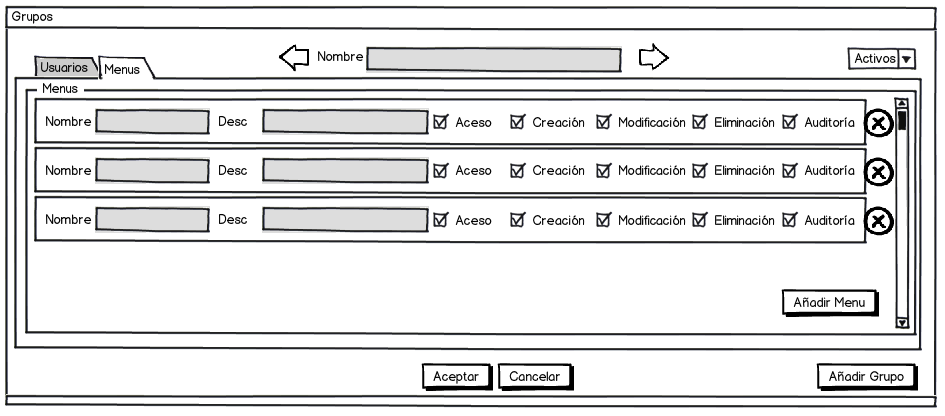 Grupos
Nombre Activos
Usuarios Menus
Menus
Nombre Desc Aceso Creación Modificación Eliminación Auditoría
Nombre Desc Aceso Creación Modificación Eliminación Auditoría
Nombre Desc Aceso Creación Modificación Eliminación Auditoría
Añadir Menu
Aceptar Cancelar Añadir Grupo